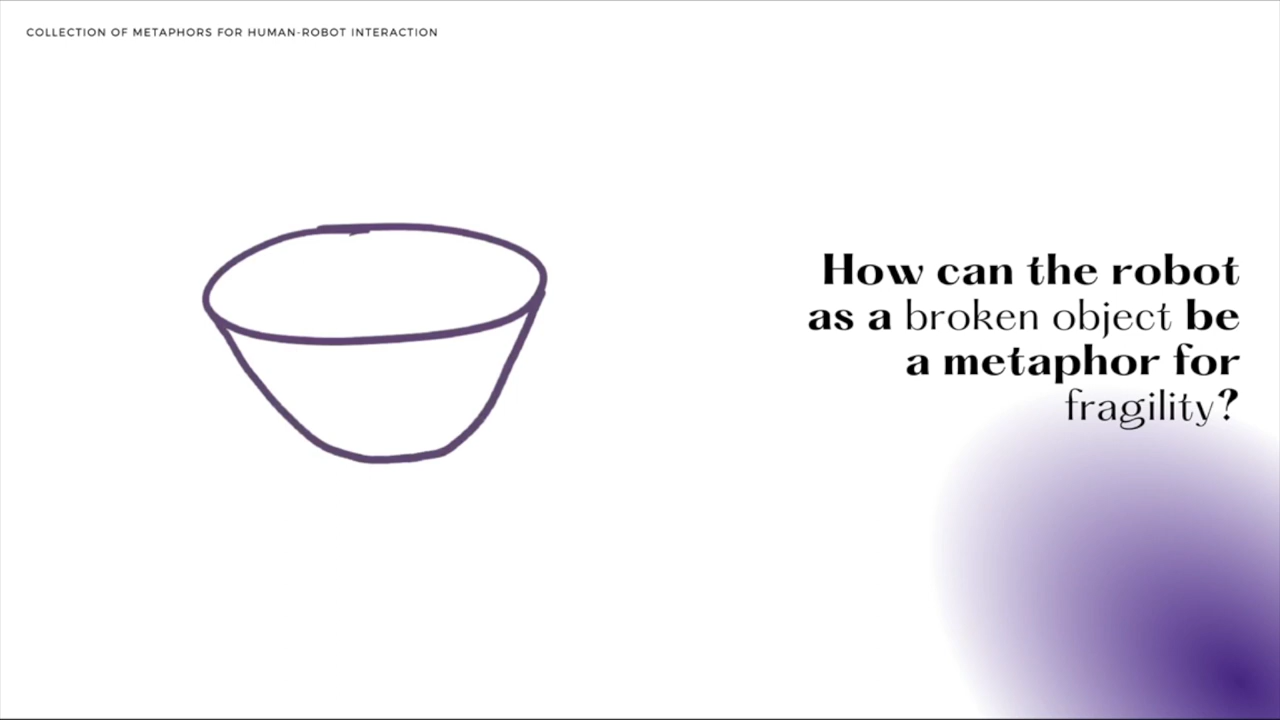 COLLECTION OF METAPHORS FOR HUMAN-ROBOT INTERACTION
How can the robot
as a broken object be
a metaphor for
fragility?